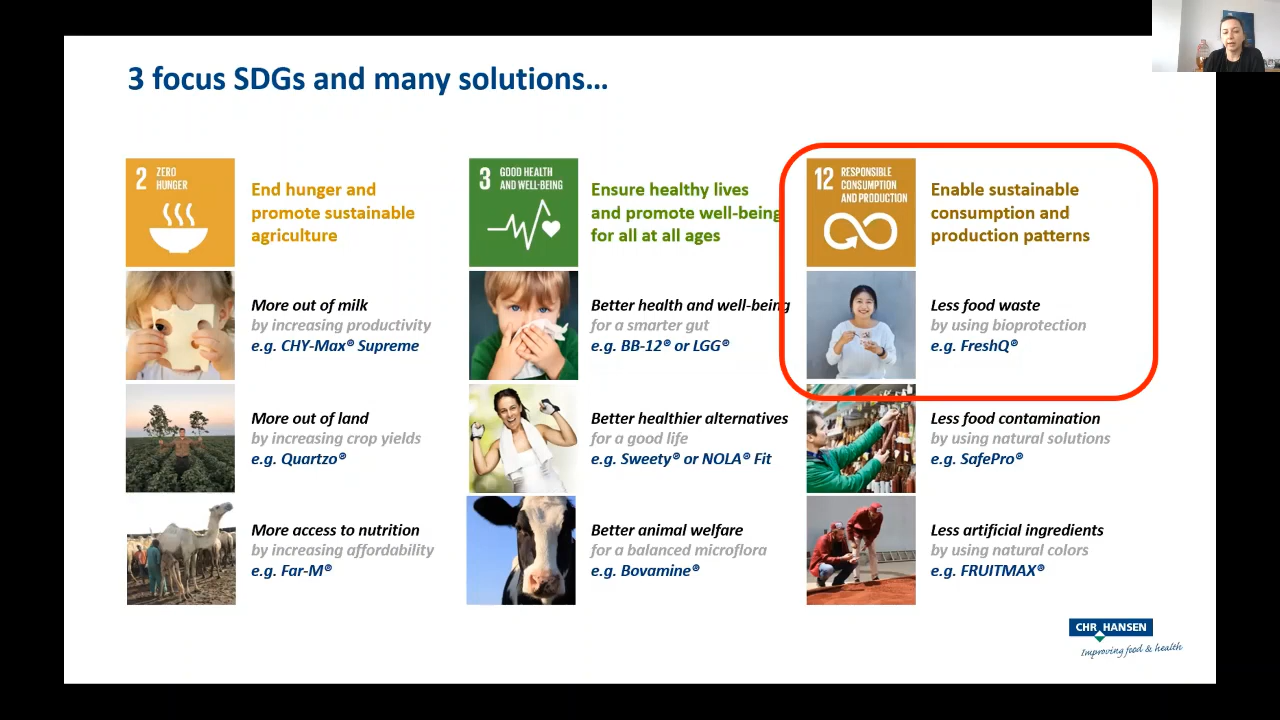 3 focus SDGs and many solutions...
2 ZERO
HUNGER
End hunger and
promote sustainable
agriculture
More out of milk
by increasing productivity
e.g. CHY-Max® Supreme
More out of land
by increasing crop yields
e.g. Quartzo®
More access to nutrition
by increasing affordability
e.g. Far-M®
3 GOOD HEALTH
AND WELL-BEING
Ensure healthy lives
and promote well-being
for all at all ages
Better health and well-being
for a smarter gut
e.g. BB-12® or LGG®
Better healthier alternatives
for a good life
e.g. Sweety® or NOLA® Fit
Better animal welfare
for a balanced microflora
e.g. Bovamine®
12 RESPONSIBLE
CONSUMPTION
AND PRODUCTION
Enable sustainable
consumption and
production patterns
Less food waste
by using bioprotection
e.g. FreshQ®
Less food contamination
by using natural solutions
e.g. SafePro®
Less artificial ingredients
by using natural colors
e.g. FRUITMAX®
CHR HANSEN
Improving food & health